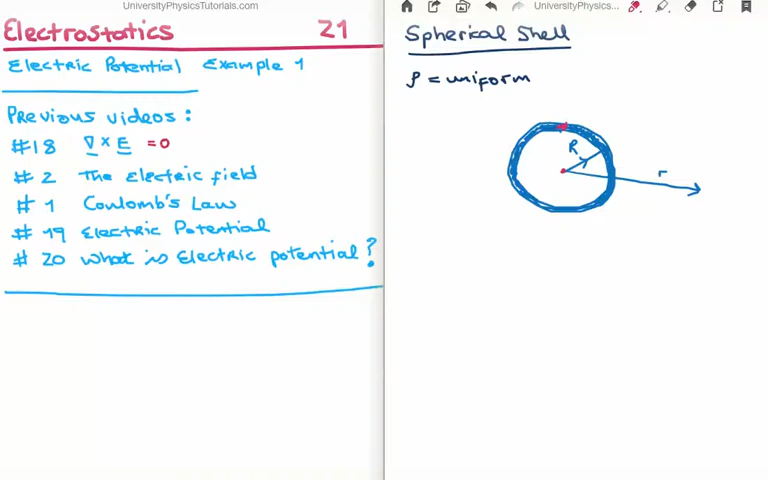 UniversityPhysicsTutorials.com
Electrostatics 21
Electric Potential Example 1
Previous videos:
#18 ∇ × E = 0
#2 The Electric field
#1 Coulomb's Law
#19 Electric Potential
#20 What is Electric potential?
UniversityPhysics...
Spherical Shell
ρ = uniform
R
r